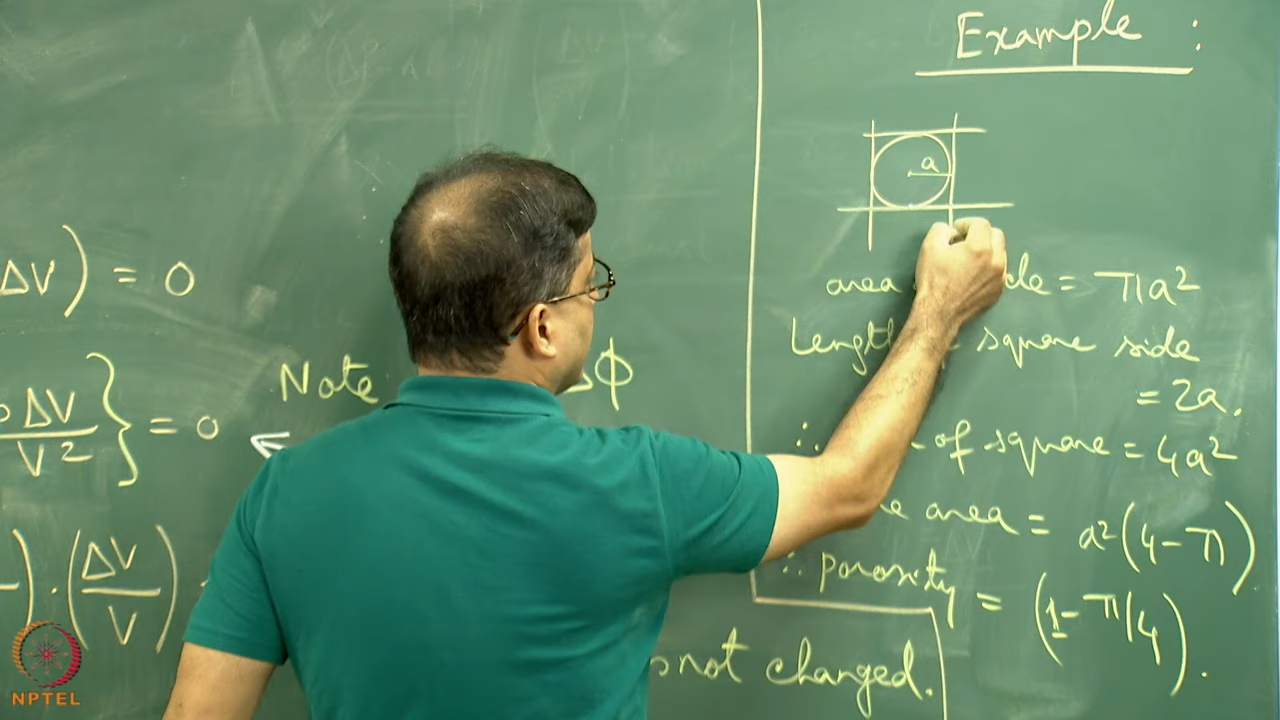 ΔV) = 0
ΔV / V² } = 0
Note
Δϕ
) · (ΔV / V)
s not changed.
Example :
a
area = πa²
Length square side
= 2a.
∴ of square = 4a²
area = a²(4 - π)
∴ porosity = (1 - π/4).
NPTEL